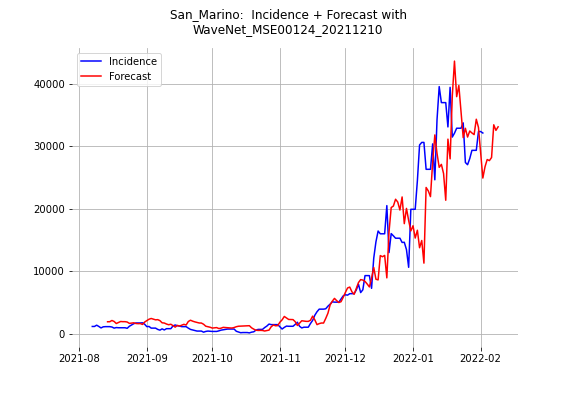 San_Marino:  Incidence + Forecast with
WaveNet_MSE00124_20211210
Incidence
Forecast
40000
30000
20000
10000
0
2021-08 2021-09 2021-10 2021-11 2021-12 2022-01 2022-02